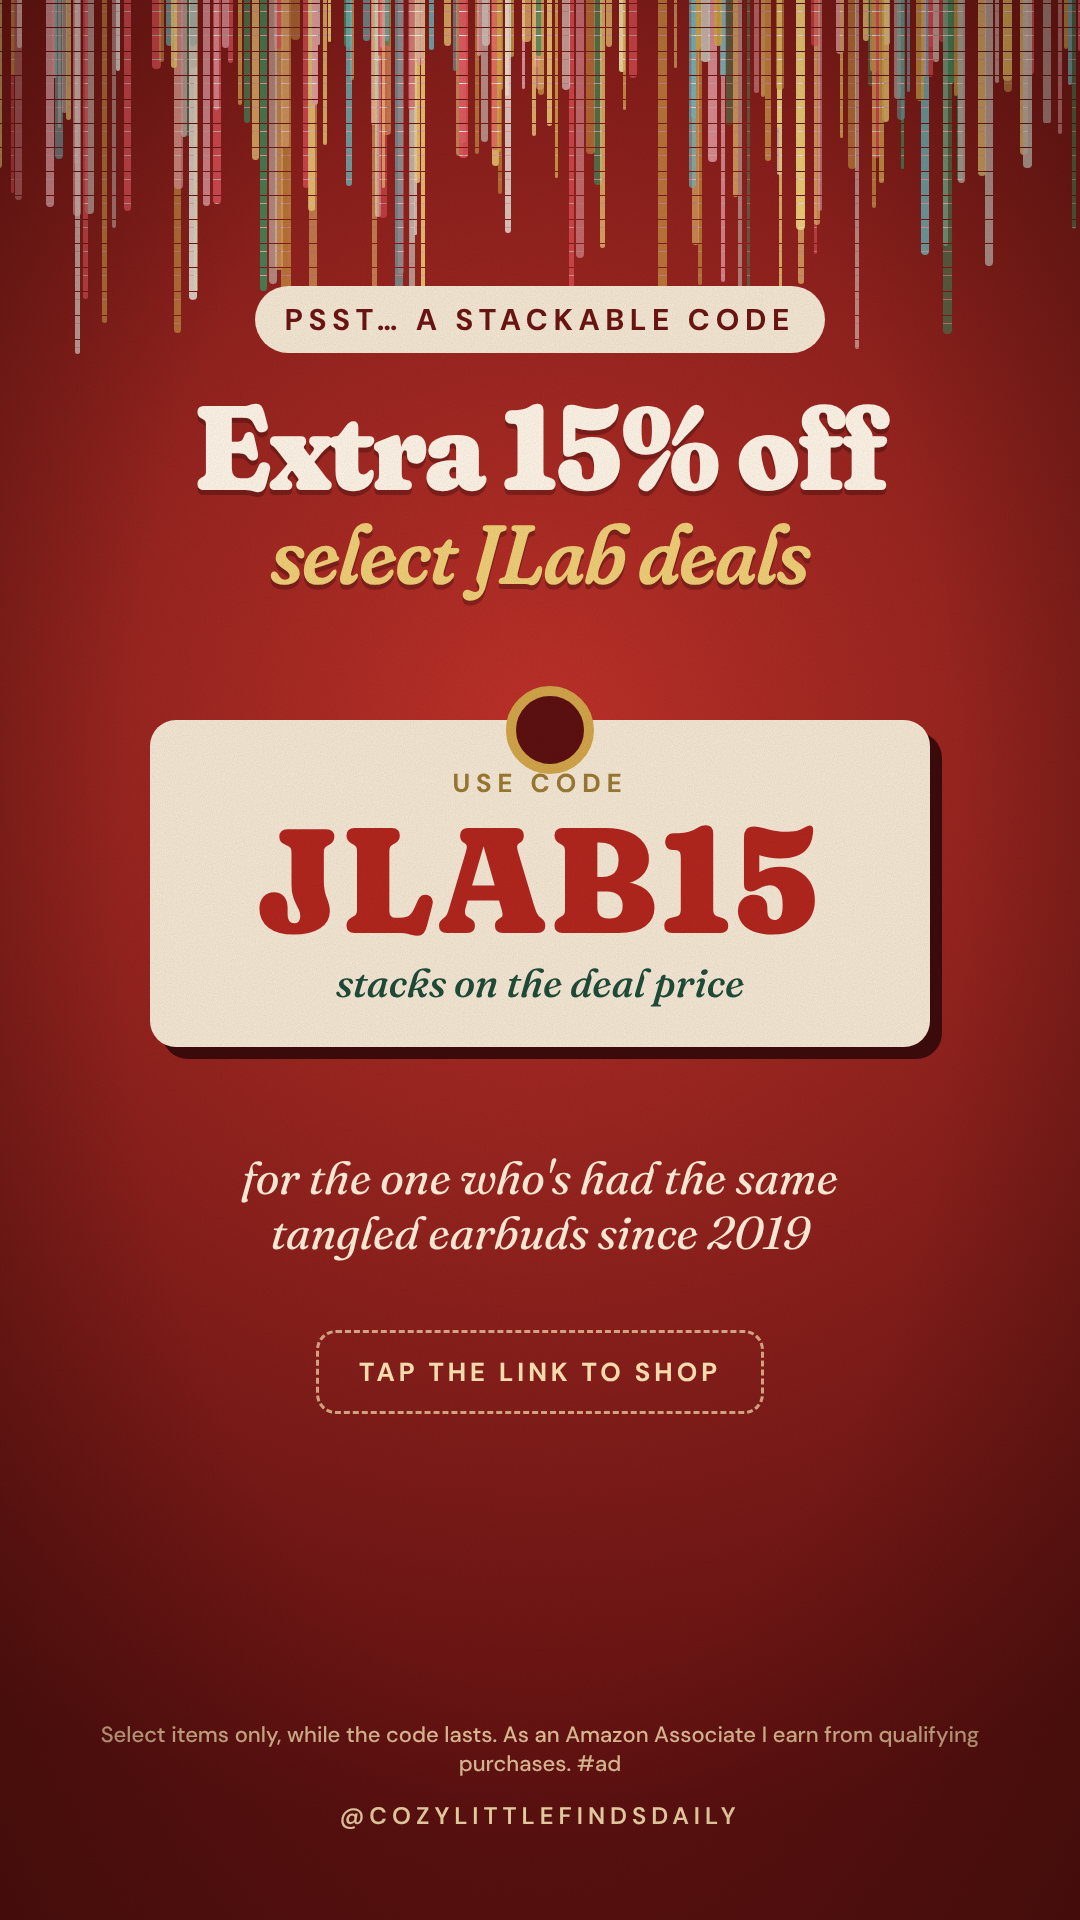 PSST… A STACKABLE CODE
Extra 15% off
select JLab deals
USE CODE
JLAB15
stacks on the deal price
for the one who's had the same
tangled earbuds since 2019
TAP THE LINK TO SHOP
Select items only, while the code lasts. As an Amazon Associate I earn from qualifying
purchases. #ad
@COZYLITTLEFINDSDAILY